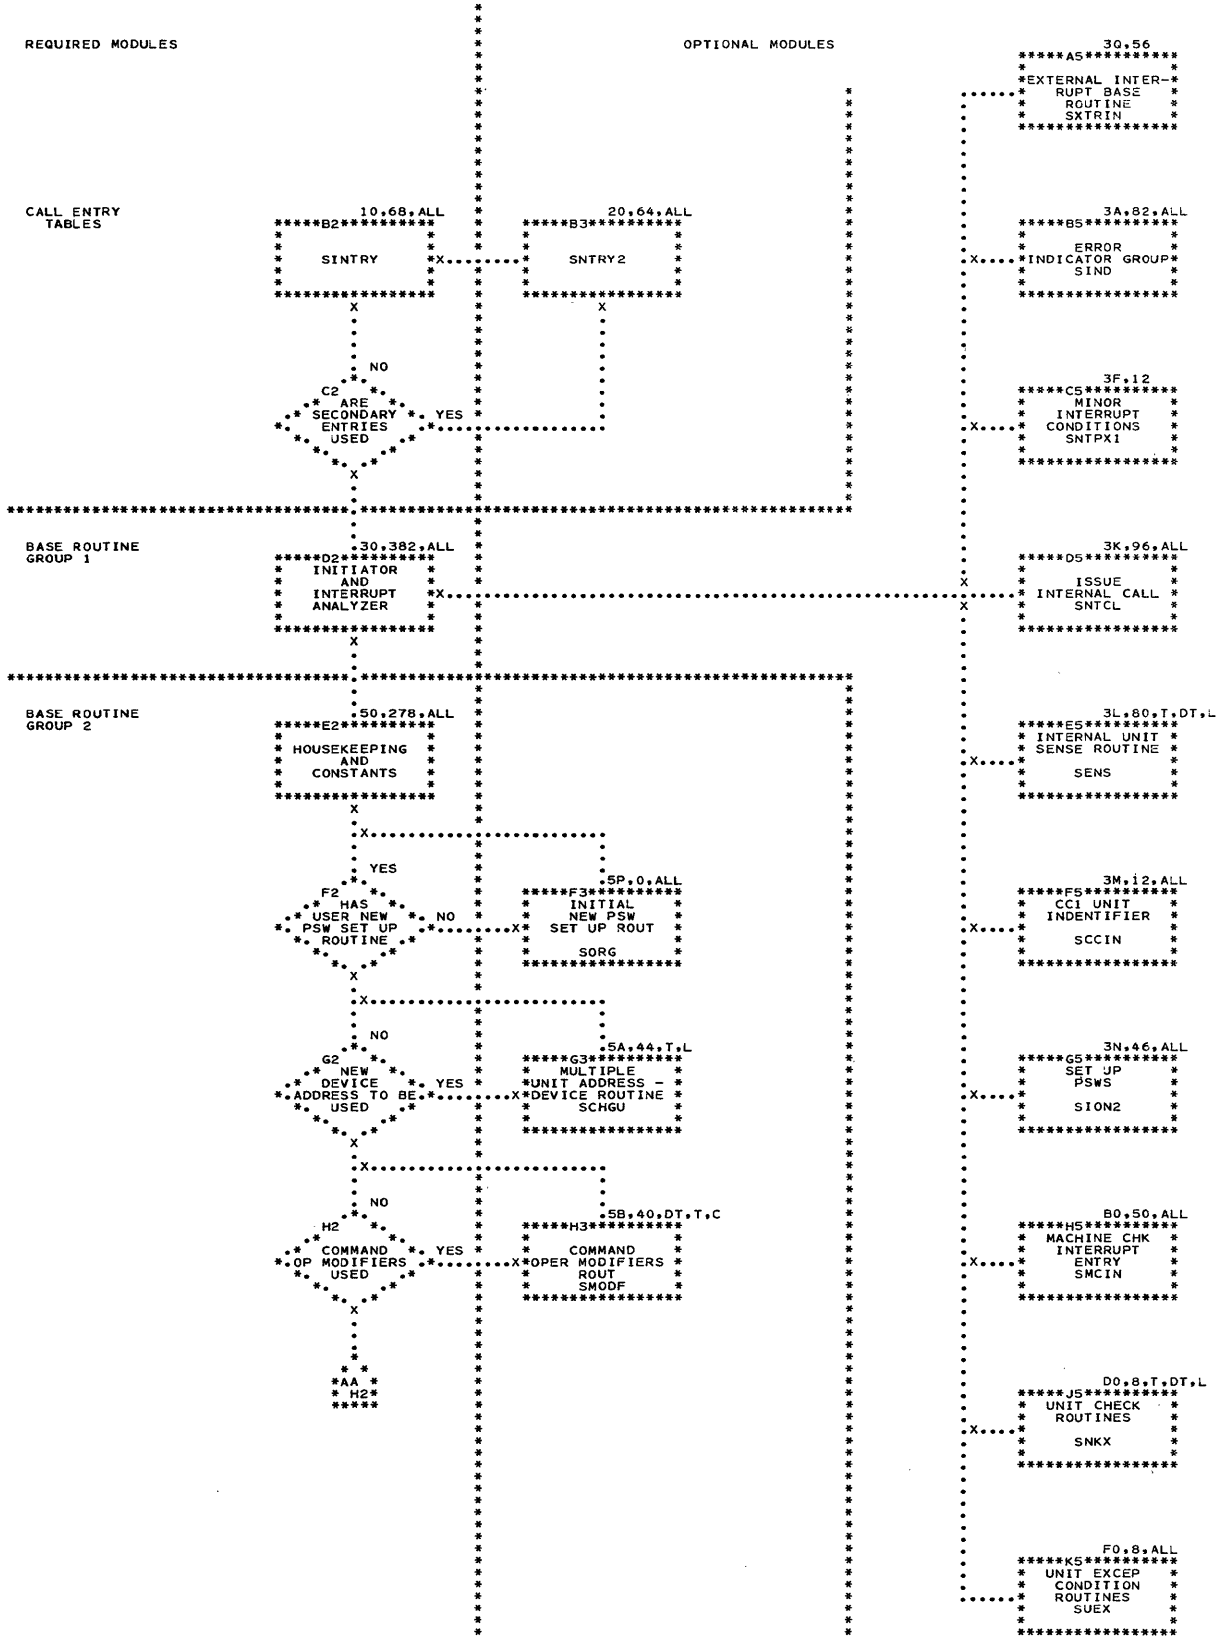 REQUIRED MODULES
OPTIONAL MODULES
3Q,56
A5
EXTERNAL INTER-
RUPT BASE
ROUTINE
SXTRIN
CALL ENTRY
TABLES
10,68,ALL
B2
SINTRY
20,64,ALL
B3
SNTRY2
3A,82,ALL
B5
ERROR
INDICATOR GROUP
SIND
NO
C2
ARE
SECONDARY
ENTRIES
USED
YES
3F,12
C5
MINOR
INTERRUPT
CONDITIONS
SNTPX1
BASE ROUTINE
GROUP 1
30,382,ALL
D2
INITIATOR
AND
INTERRUPT
ANALYZER
3K,96,ALL
D5
ISSUE
INTERNAL CALL
SNTCL
BASE ROUTINE
GROUP 2
50,278,ALL
E2
HOUSEKEEPING
AND
CONSTANTS
3L,80,T,DT,L
E5
INTERNAL UNIT
SENSE ROUTINE
SENS
YES
F2
HAS
USER NEW
PSW SET UP
ROUTINE
NO
5P,0,ALL
F3
INITIAL
NEW PSW
SET UP ROUT
SORG
3M,12,ALL
F5
CC1 UNIT
INDENTIFIER
SCCIN
NO
G2
NEW
DEVICE
ADDRESS TO BE
USED
YES
5A,44,T,L
G3
MULTIPLE
UNIT ADDRESS -
DEVICE ROUTINE
SCHGU
3N,46,ALL
G5
SET UP
PSWS
SION2
NO
H2
COMMAND
OP MODIFIERS
USED
YES
5B,40,DT,T,C
H3
COMMAND
OPER MODIFIERS
ROUT
SMODF
B0,50,ALL
H5
MACHINE CHK
INTERRUPT
ENTRY
SMCIN
AA
H2
D0,8,T,DT,L
J5
UNIT CHECK
ROUTINES
SNKX
F0,8,ALL
K5
UNIT EXCEP
CONDITION
ROUTINES
SUEX